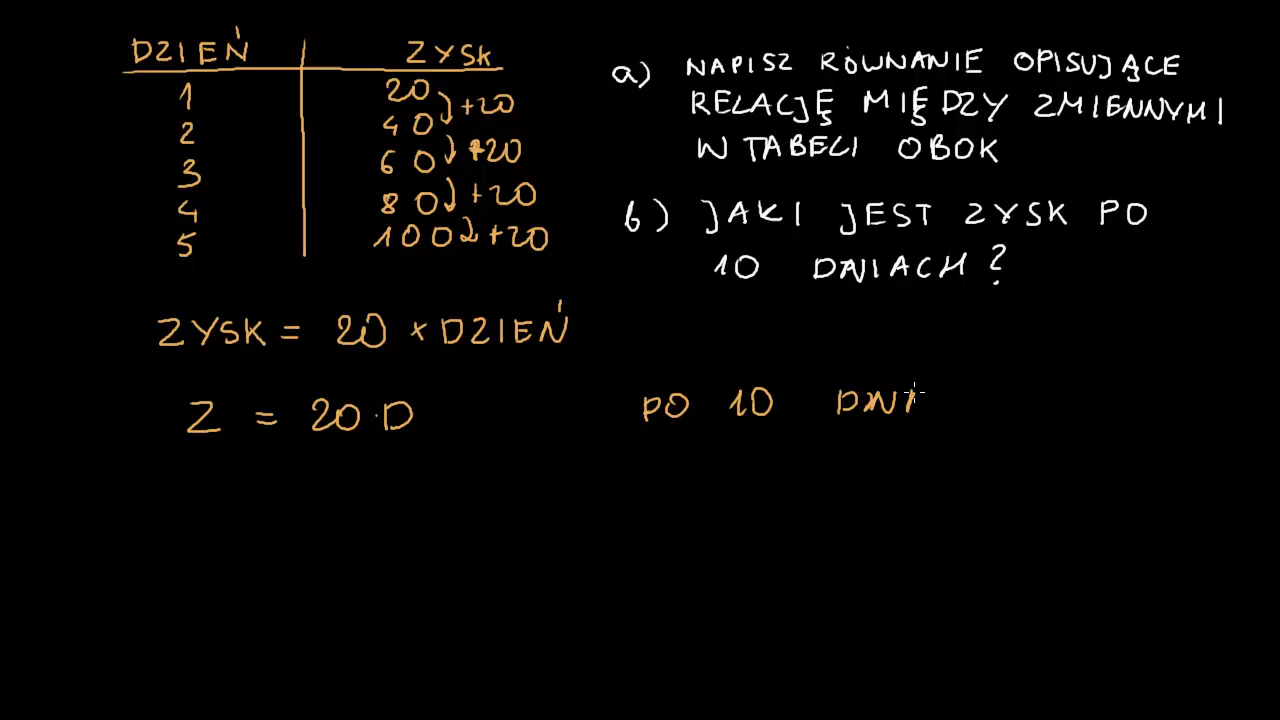 DZIEŃ ZYSK
1 20
+20
2 40
+20
3 60
+20
4 80
+20
5 100
ZYSK = 20 × DZIEŃ
Z = 20·D
a) NAPISZ RÓWNANIE OPISUJĄCE
RELACJĘ MIĘDZY ZMIENNYMI
W TABELI OBOK
b) JAKI JEST ZYSK PO
10 DNIACH?
PO 10 DNI